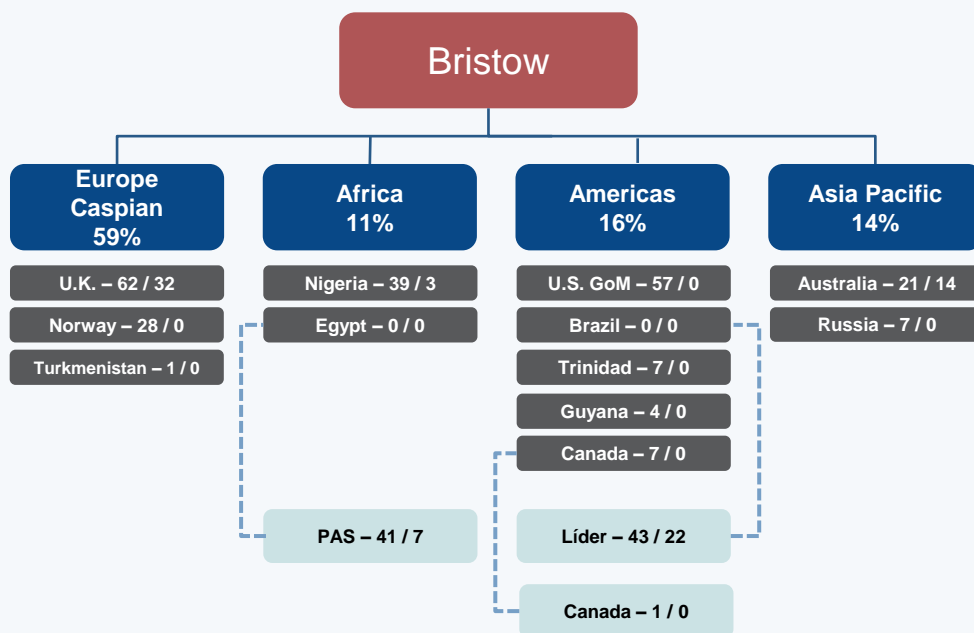 Bristow
Europe
Caspian
59%
Africa
11%
Americas
16%
Asia Pacific
14%
U.K. – 62 / 32
Norway – 28 / 0
Turkmenistan – 1 / 0
Nigeria – 39 / 3
Egypt – 0 / 0
U.S. GoM – 57 / 0
Brazil – 0 / 0
Trinidad – 7 / 0
Guyana – 4 / 0
Canada – 7 / 0
Australia – 21 / 14
Russia – 7 / 0
PAS – 41 / 7
Líder – 43 / 22
Canada – 1 / 0